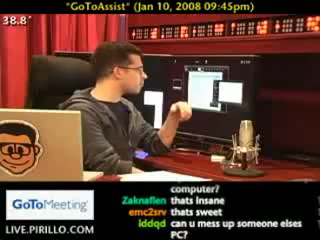 *GoToAssist* (Jan 10, 2008 09:45pm)
38.8°
computer?
Zaknafien thats insane
emc2srv thats sweet
iddqd can u mess up someone elses
PC?
GoToMeeting
LIVE.PIRILLO.COM